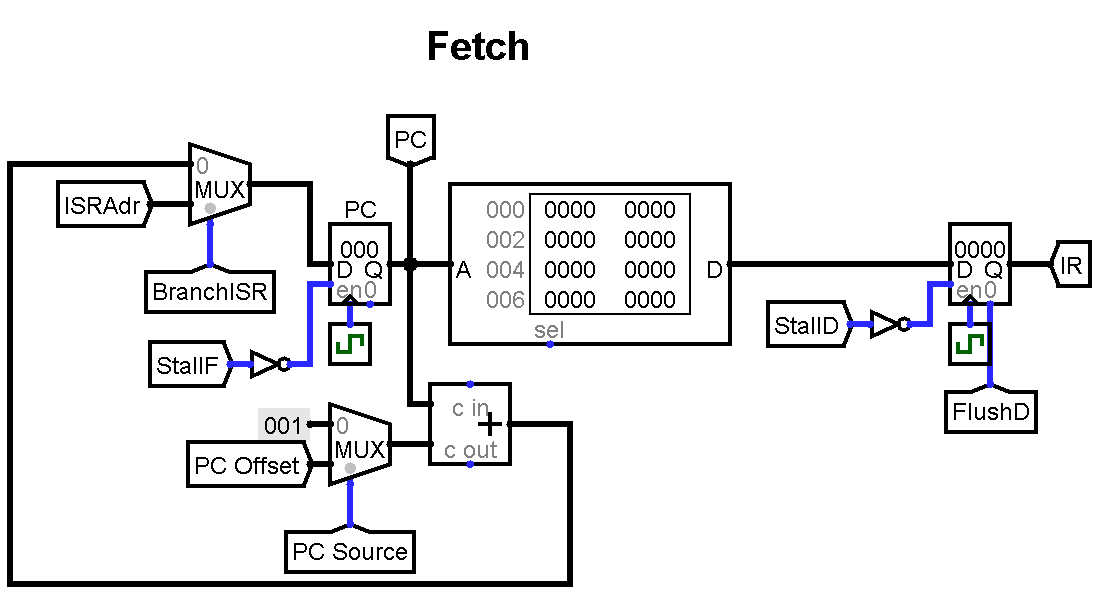 Fetch
PC
0
MUX
ISRAdr
BranchISR
PC
000
D Q
en0
StallF
A
000 0000 0000
002 0000 0000
004 0000 0000
006 0000 0000
D
sel
0000
D Q
en0
IR
StallD
FlushD
001
0
MUX
PC Offset
PC Source
c in
+
c out